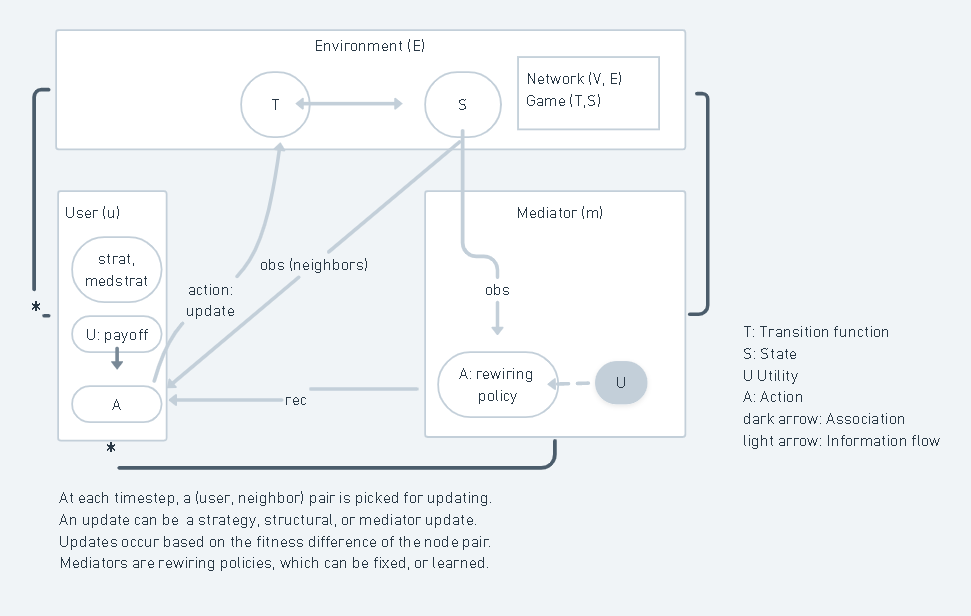 Environment (E)
T
S
Network (V, E)
Game (T,S)
User (u)
strat,
medstrat
U: payoff
A
*
*
action:
update
obs (neighbors)
rec
Mediator (m)
obs
A: rewiring
policy
U
T: Transition function
S: State
U Utility
A: Action
dark arrow: Association
light arrow: Information flow
At each timestep, a (user, neighbor) pair is picked for updating.
An update can be a strategy, structural, or mediator update.
Updates occur based on the fitness difference of the node pair.
Mediators are rewiring policies, which can be fixed, or learned.